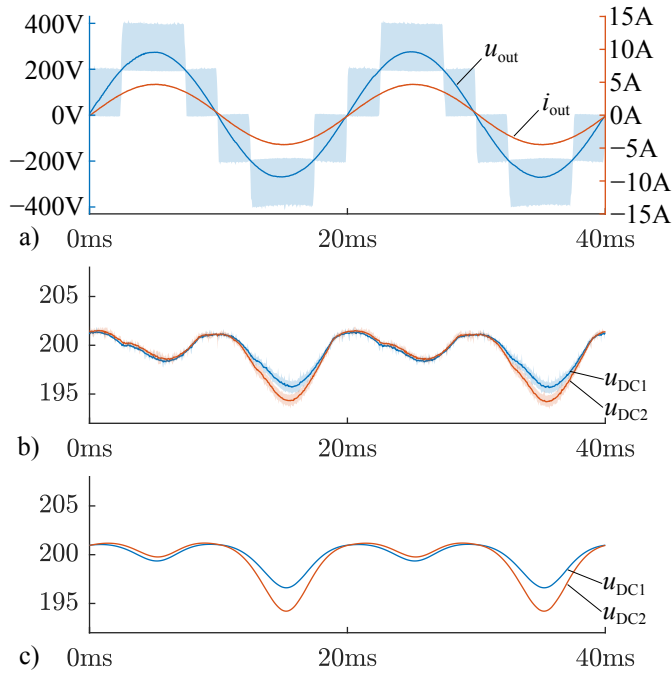 400V
200V
0V
−200V
−400V
15A
10A
5A
0A
−5A
−10A
−15A
u_out
i_out
a)
0ms
20ms
40ms
205
200
195
u_DC1
u_DC2
b)
0ms
20ms
40ms
205
200
195
u_DC1
u_DC2
c)
0ms
20ms
40ms